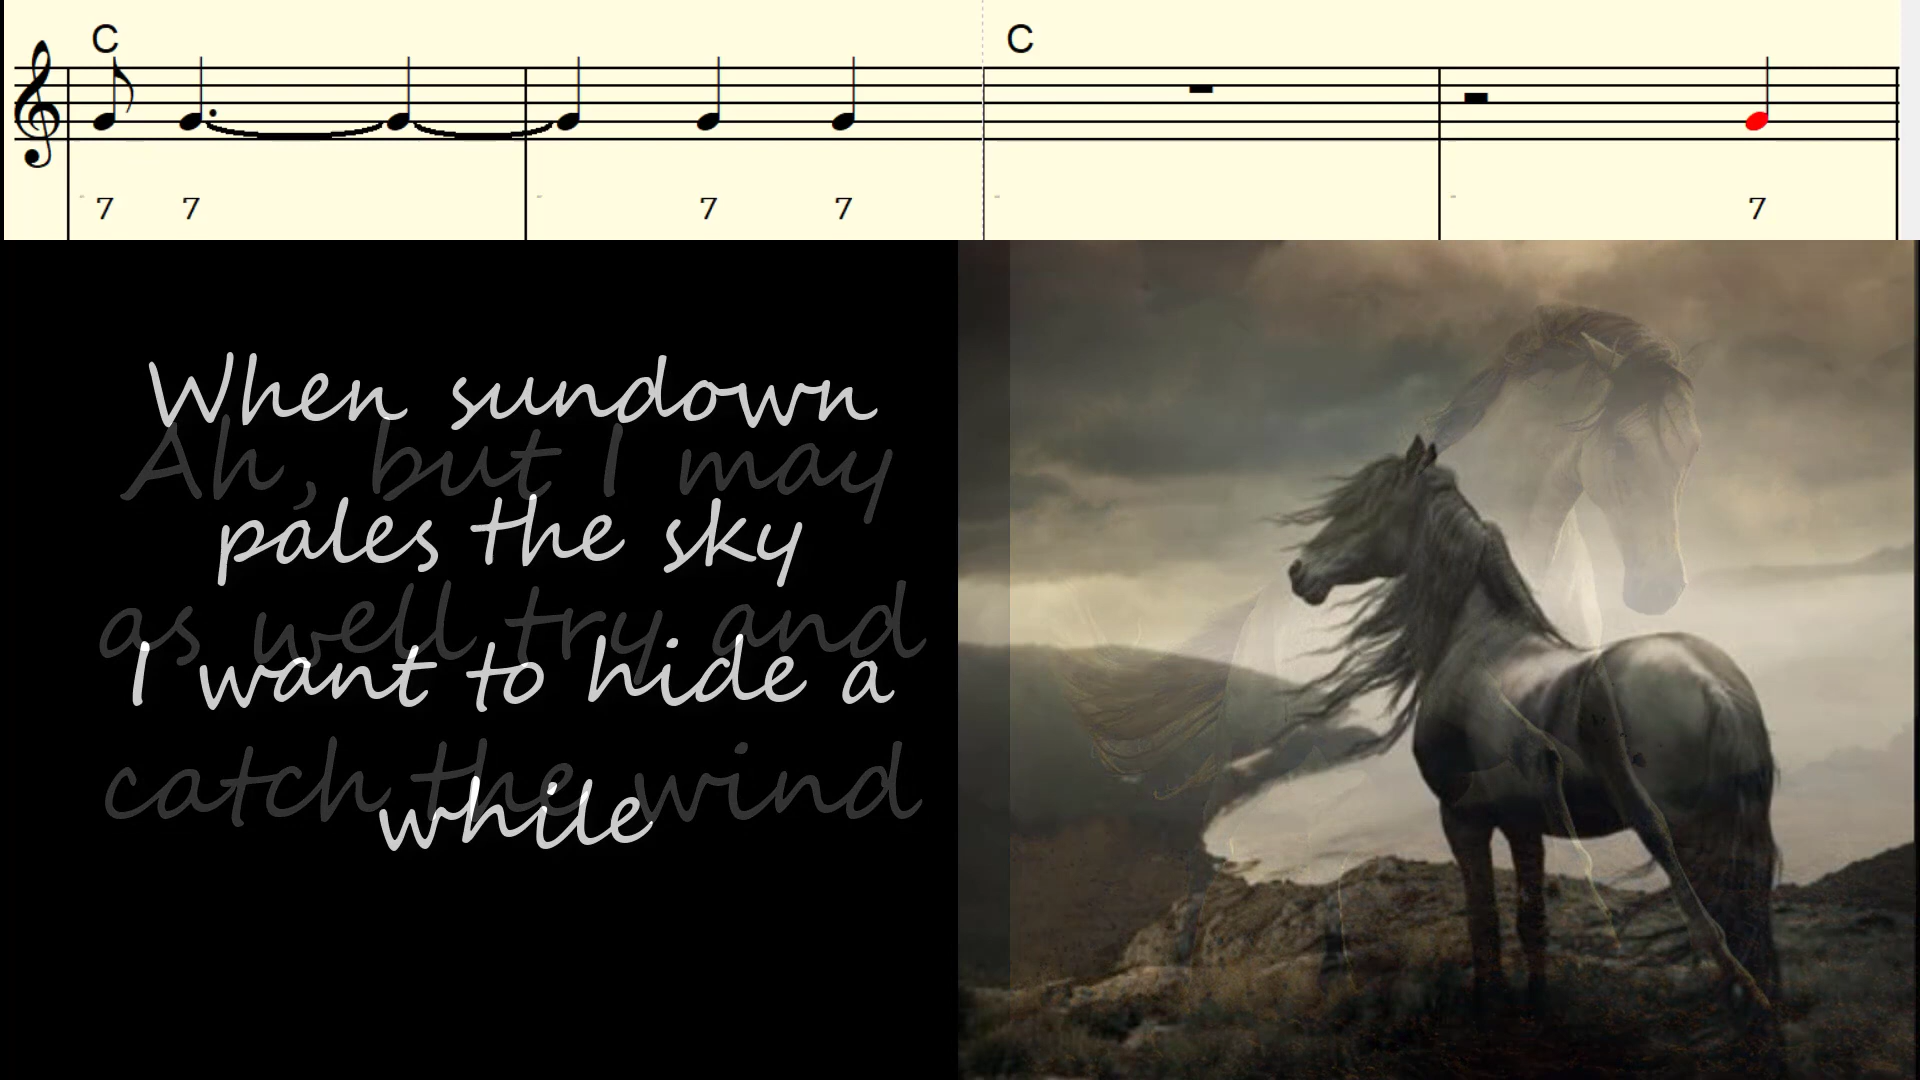 C C
7 7 7 7 7
When sundown
Ah, but I may
pales the sky
as well try and
I want to hide a
catch the wind
while